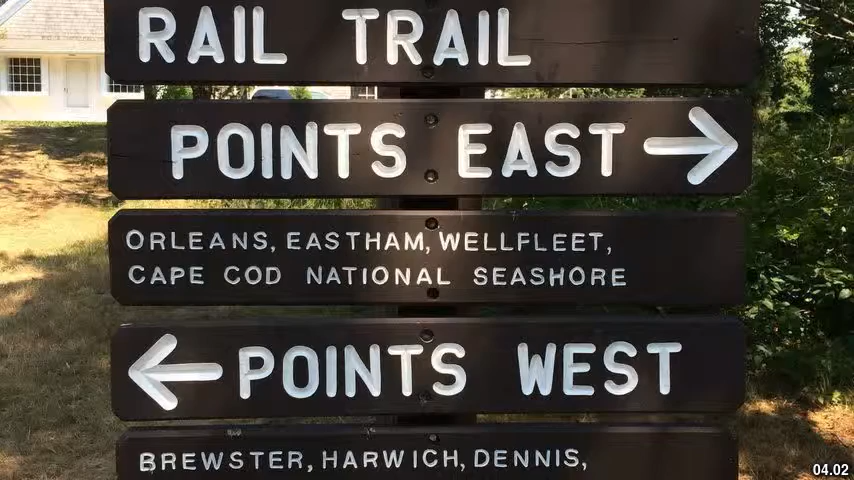 RAIL TRAIL
POINTS EAST →
ORLEANS, EASTHAM, WELLFLEET,
CAPE COD NATIONAL SEASHORE
← POINTS WEST
BREWSTER, HARWICH, DENNIS,
04.02